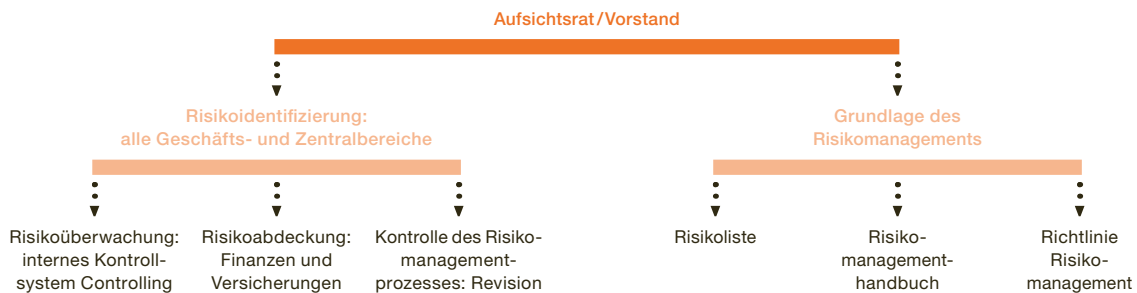 Aufsichtsrat/Vorstand
Risikoidentifizierung:
alle Geschäfts- und Zentralbereiche
Grundlage des
Risikomanagements
Risikoüberwachung:
internes Kontroll-
system Controlling
Risikoabdeckung:
Finanzen und
Versicherungen
Kontrolle des Risiko-
management-
prozesses: Revision
Risikoliste
Risiko-
management-
handbuch
Richtlinie
Risiko-
management